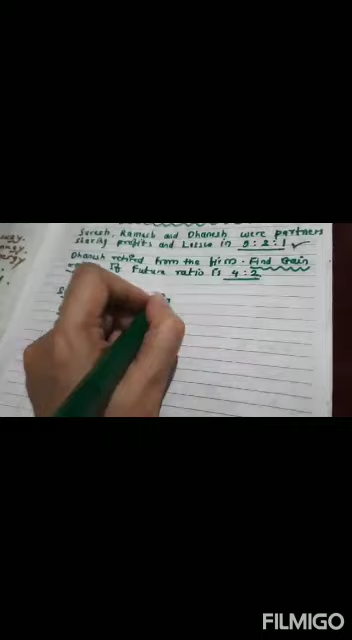 Suresh, Ramesh and Dhanesh were partners
sharing profits and Losses in 5 : 2 : 1
Dhanesh retired from the firm. Find Gain
If Future ratio is 4 : 2
FILMIGO